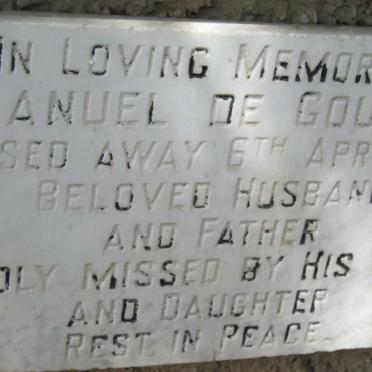 IN LOVING MEMOR
ANUEL DE GOU
SED AWAY 6TH APR
BELOVED HUSBAN
AND FATHER
DLY MISSED BY HIS
AND DAUGHTER
REST IN PEACE.